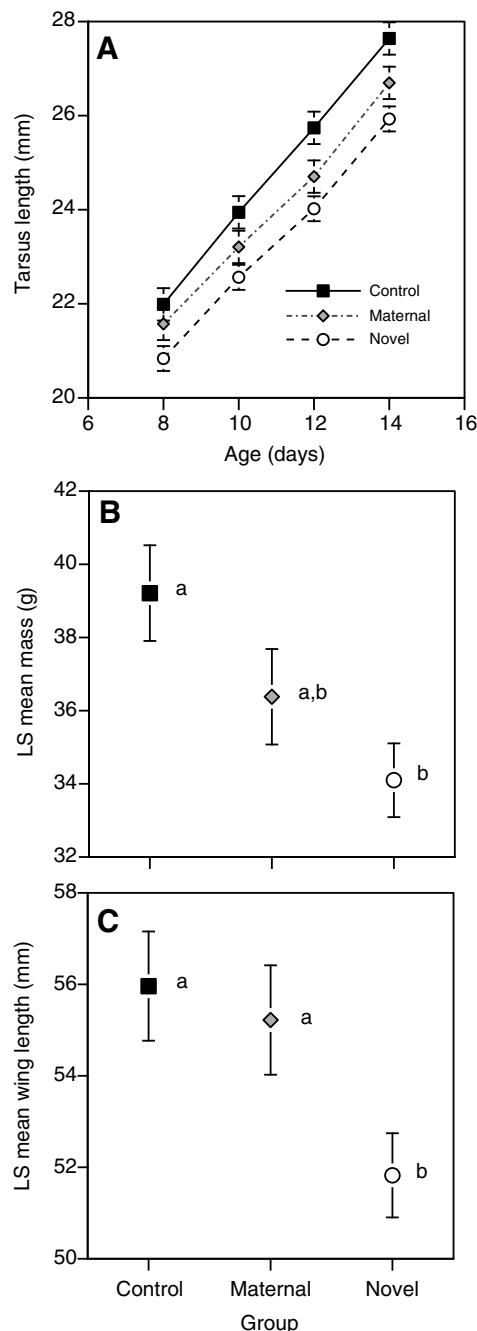 A
Tarsus length (mm)
28
26
24
22
20
Control
Maternal
Novel
6 8 10 12 14 16
Age (days)
B
LS mean mass (g)
42
40
38
36
34
32
a
a,b
b
C
LS mean wing length (mm)
58
56
54
52
50
a
a
b
Control Maternal Novel
Group